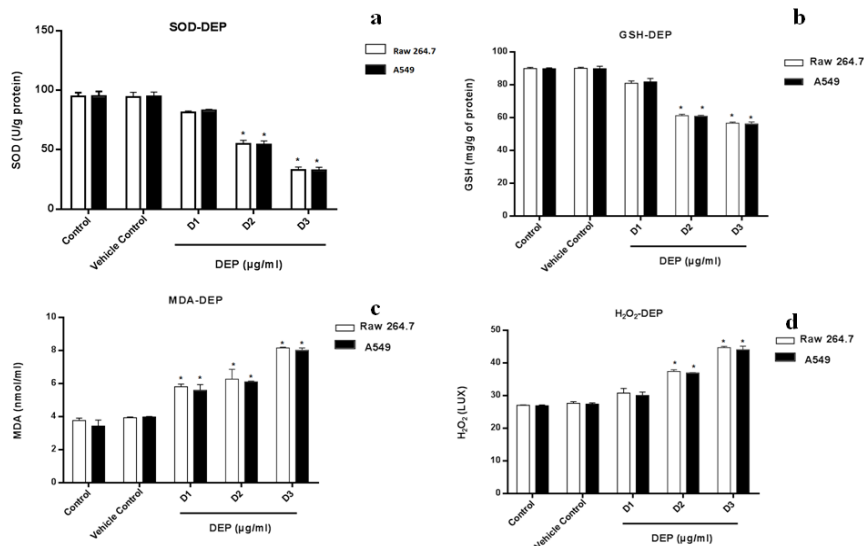 a
SOD-DEP
Raw 264.7
A549
SOD (U/g protein)
150
100
50
0
* * * *
Control
Vehicle Control
D1
D2
D3
DEP (µg/ml)
b
GSH-DEP
Raw 264.7
A549
GSH (mg/g of protein)
100
80
60
40
20
0
* * * *
Control
Vehicle Control
D1
D2
D3
DEP (µg/ml)
c
MDA-DEP
Raw 264.7
A549
MDA (nmol/ml)
10
8
6
4
2
0
* * * * * *
Control
Vehicle Control
D1
D2
D3
DEP (µg/ml)
d
H₂O₂-DEP
Raw 264.7
A549
H₂O₂ (LUX)
50
40
30
20
10
0
* * * *
Control
Vehicle Control
D1
D2
D3
DEP (µg/ml)